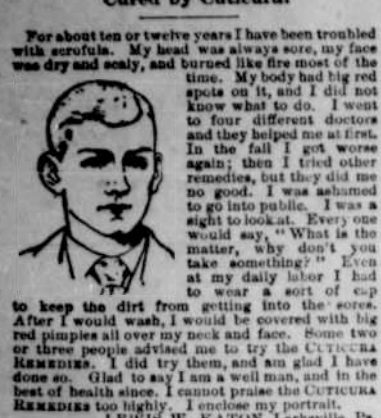 Cured by Cuticura.
For about ten or twelve years I have been troubled
with scrofula. My head was always sore, my face
was dry and scaly, and burned like fire most of the
time. My body had big red
spots on it, and I did not
know what to do. I went
to four different doctors
and they helped me at first.
In the fall I got worse
again; then I tried other
remedies, but they did me
no good. I was ashamed
to go into public. I was a
sight to look at. Every one
would say, "What is the
matter, why don't you
take something?" Even
at my daily labor I had
to wear a sort of cap
to keep the dirt from getting into the sores.
After I would wash, I would be covered with big
red pimples all over my neck and face. Some two
or three people advised me to try the CUTICURA
REMEDIES. I did try them, and am glad I have
done so. Glad to say I am a well man, and in the
best of health since. I cannot praise the CUTICURA
REMEDIES too highly. I enclose my portrait.